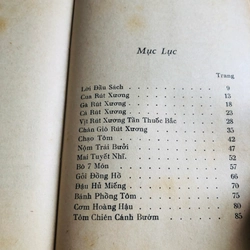 Mục Lục
Trang
Lời Đầu Sách - 9
Cua Rút Xương - 13
Gà Rút Xương - 18
Cá Rút Xương - 23
Vịt Rút Xương Tần Thuốc Bắc - 28
Chân Giò Rút Xương - 35
Chạo Tôm - 42
Nộm Trái Bưởi - 47
Mai Tuyết Nhĩ. - 52
Bò 7 Món - 57
Gỏi Đồng Hồ - 66
Đậu Hủ Miếng - 70
Bánh Phồng Tôm - 75
Cơm Hoàng Hậu - 80
Tôm Chiên Cánh Bướm - 85